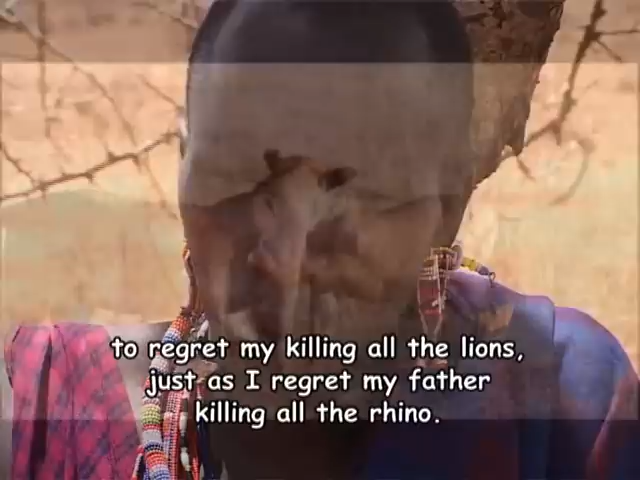 to regret my killing all the lions,
just as I regret my father
killing all the rhino.